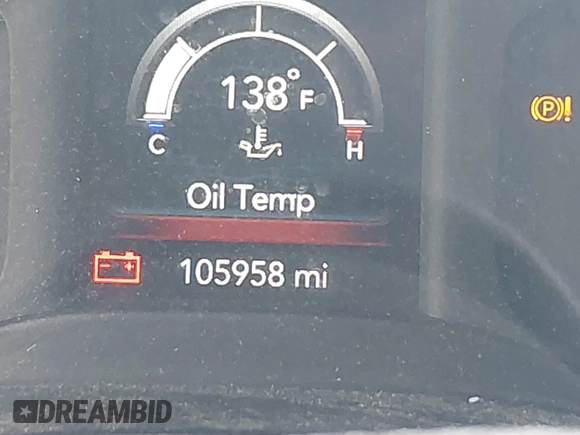 138°F
C H
Oil Temp
(P)!
- +
105958 mi
DREAMBID